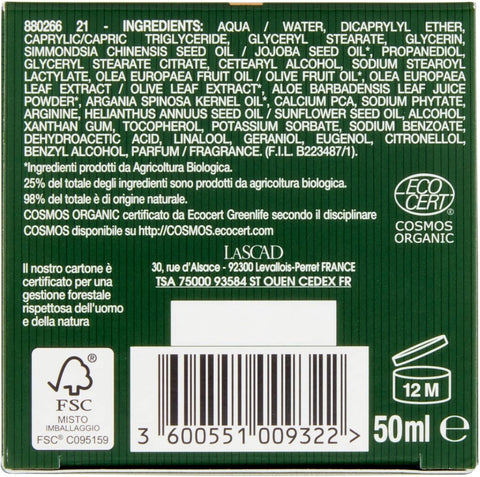 880266 21 - INGREDIENTS: AQUA / WATER, DICAPRYLYL ETHER,
CAPRYLIC/CAPRIC TRIGLYCERIDE, GLYCERYL STEARATE, GLYCERIN,
SIMMONDSIA CHINENSIS SEED OIL / JOJOBA SEED OIL*, PROPANEDIOL,
GLYCERYL STEARATE CITRATE, CETEARYL ALCOHOL, SODIUM STEAROYL
LACTYLATE, OLEA EUROPAEA FRUIT OIL / OLIVE FRUIT OIL*, OLEA EUROPAEA
LEAF EXTRACT / OLIVE LEAF EXTRACT*, ALOE BARBADENSIS LEAF JUICE
POWDER*, ARGANIA SPINOSA KERNEL OIL*, CALCIUM PCA, SODIUM PHYTATE,
ARGININE, HELIANTHUS ANNUUS SEED OIL / SUNFLOWER SEED OIL, ALCOHOL,
XANTHAN GUM, TOCOPHEROL, POTASSIUM SORBATE, SODIUM BENZOATE,
DEHYDROACETIC ACID, LINALOOL, GERANIOL, EUGENOL, CITRONELLOL,
BENZYL ALCOHOL, PARFUM / FRAGRANCE. (F.I.L. B223487/1).
*Ingredienti prodotti da Agricoltura Biologica.
25% del totale degli ingredienti sono prodotti da agricoltura biologica.
98% del totale è di origine naturale.
COSMOS ORGANIC certificato da Ecocert Greenlife secondo il disciplinare
COSMOS disponibile su http://COSMOS.ecocert.com
ECO
CERT
COSMOS
ORGANIC
LASCAD
30, rue d'Alsace - 92300 Levallois-Perret FRANCE
TSA 75000 93584 ST OUEN CEDEX FR
Il nostro cartone è
certificato per una
gestione forestale
rispettosa dell'uomo
e della natura
FSC
MISTO
IMBALLAGGIO
FSC® C095159
3 600551 009322 >
12 M
50ml e